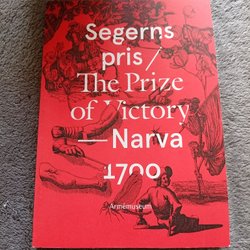 Segerns
pris /
The Prize
of Victory
— Narva
1700
Armémuseum